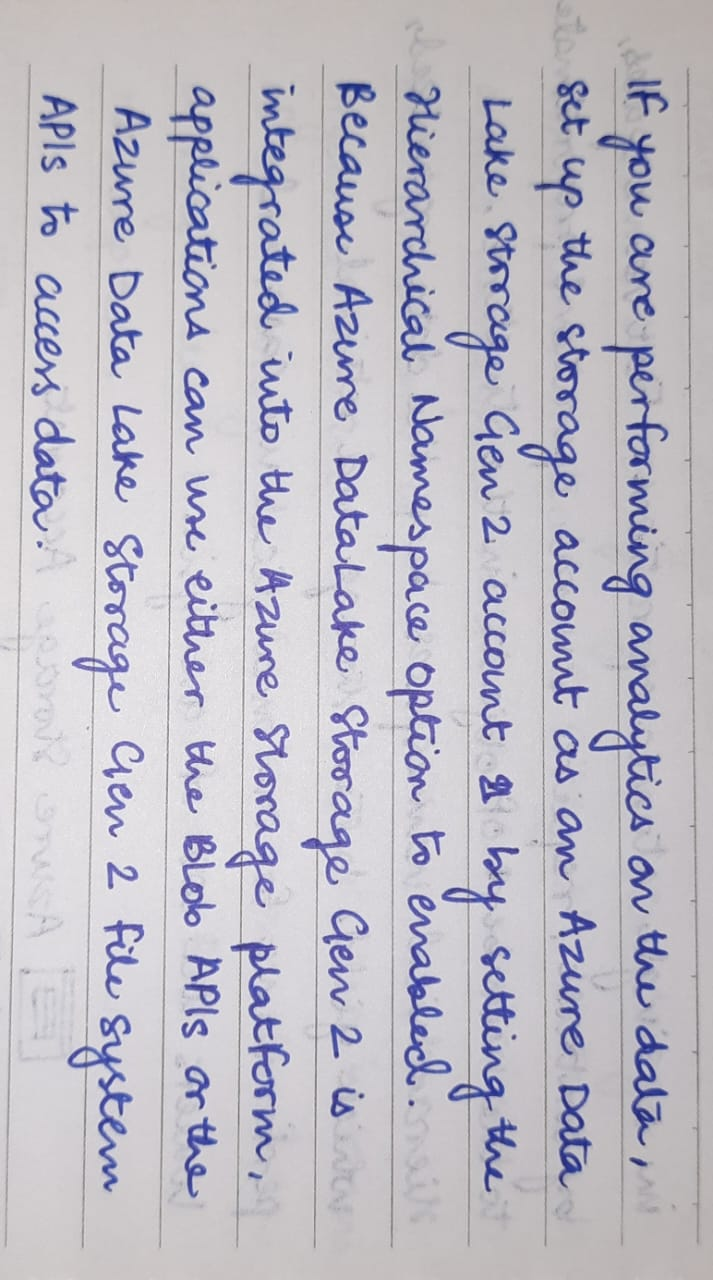 If you are performing analytics on the data,
set up the storage account as an Azure Data
Lake Storage Gen 2 account by setting the
Hierarchical Namespace option to enabled.
Because Azure DataLake Storage Gen 2 is
integrated into the Azure Storage platform,
applications can use either the Blob APIs or the
Azure Data Lake Storage Gen 2 file system
APIs to access data.